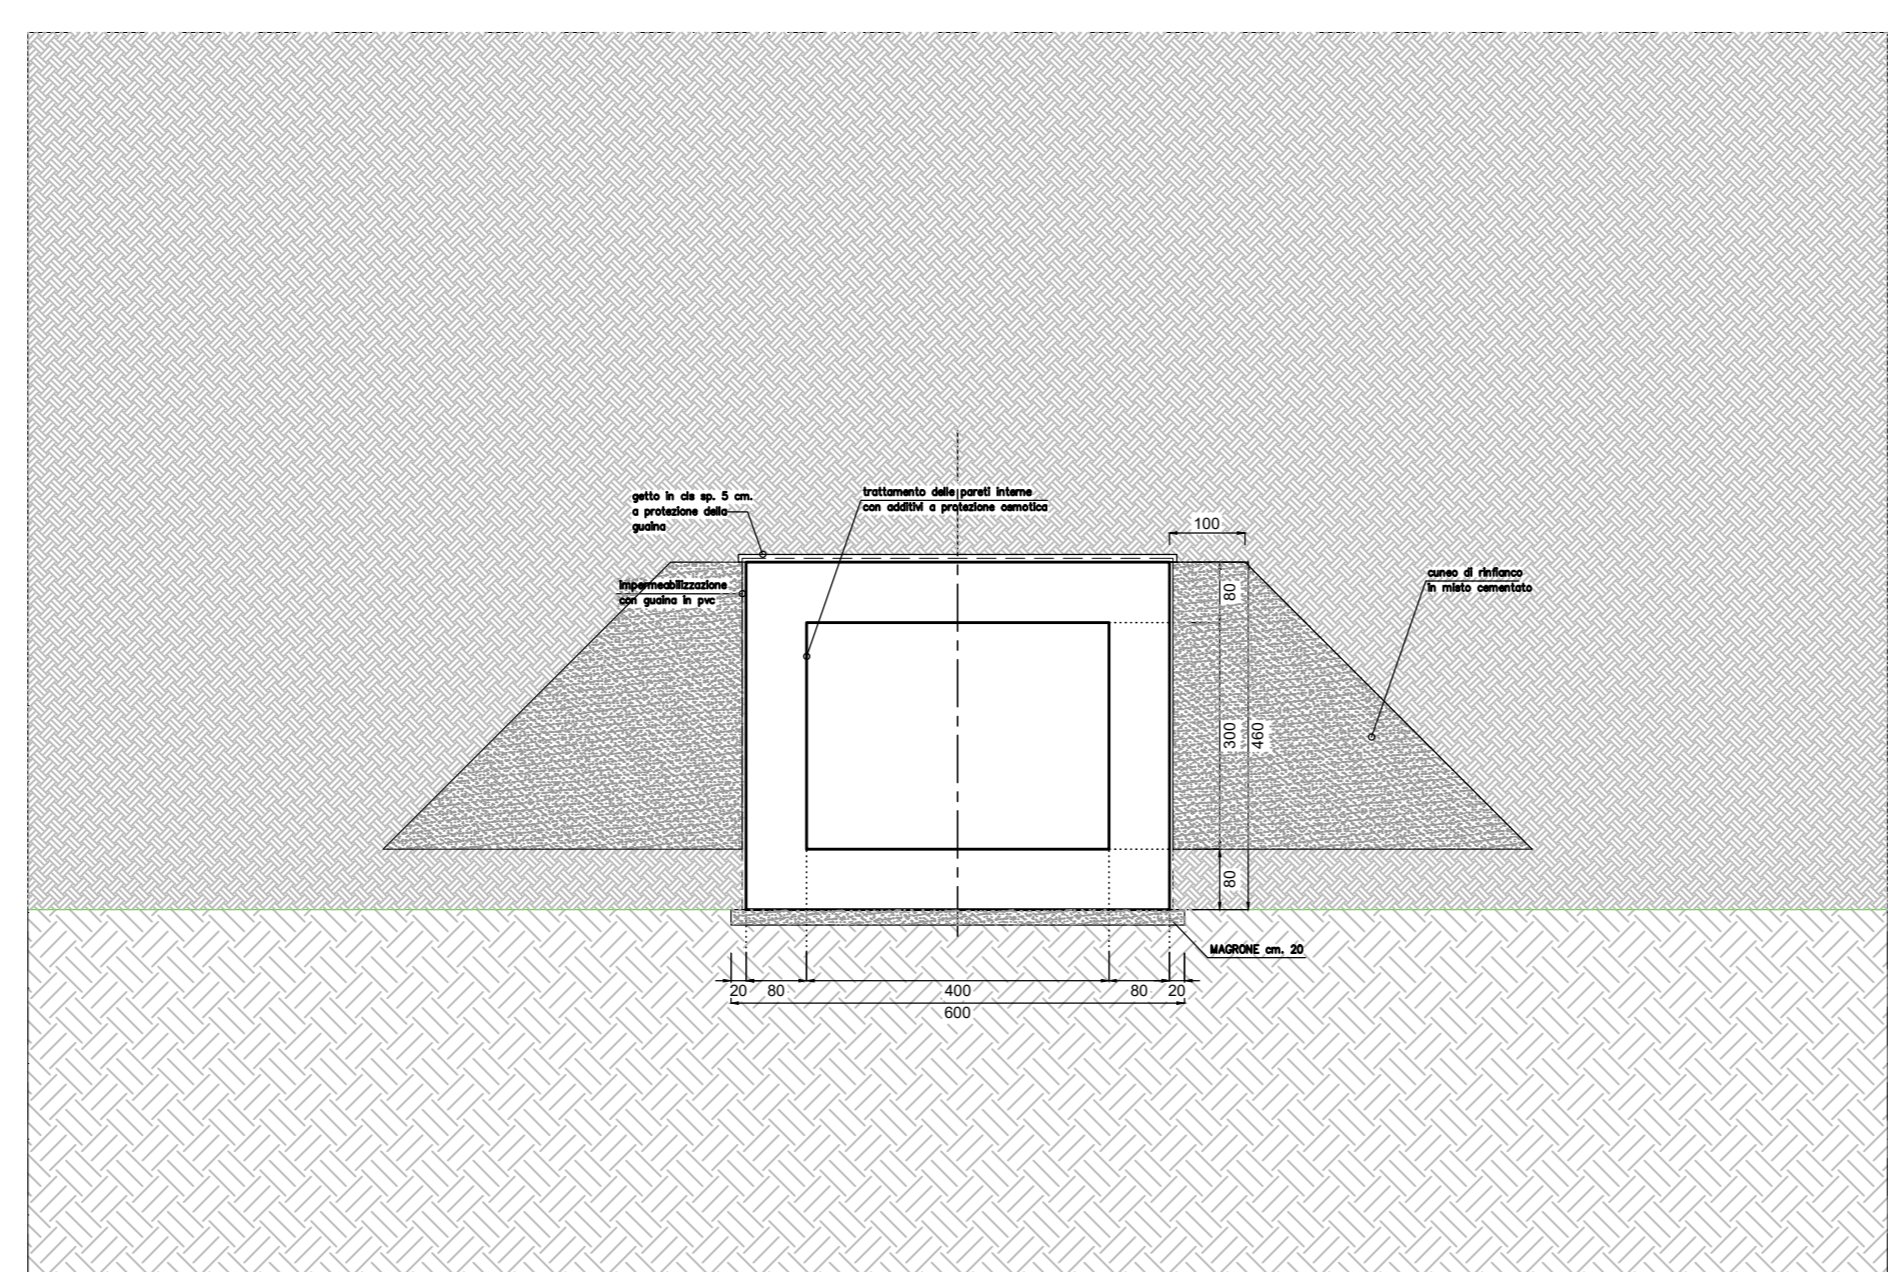 getto in cls sp. 5 cm.
a protezione della
guaina
trattamento delle pareti interne
con additivi a protezione osmotica
100
impermeabilizzazione
con guaina in pvc
cuneo di rinfianco
in misto cementato
80
300
460
80
MAGRONE cm. 20
20
80
400
80
20
600